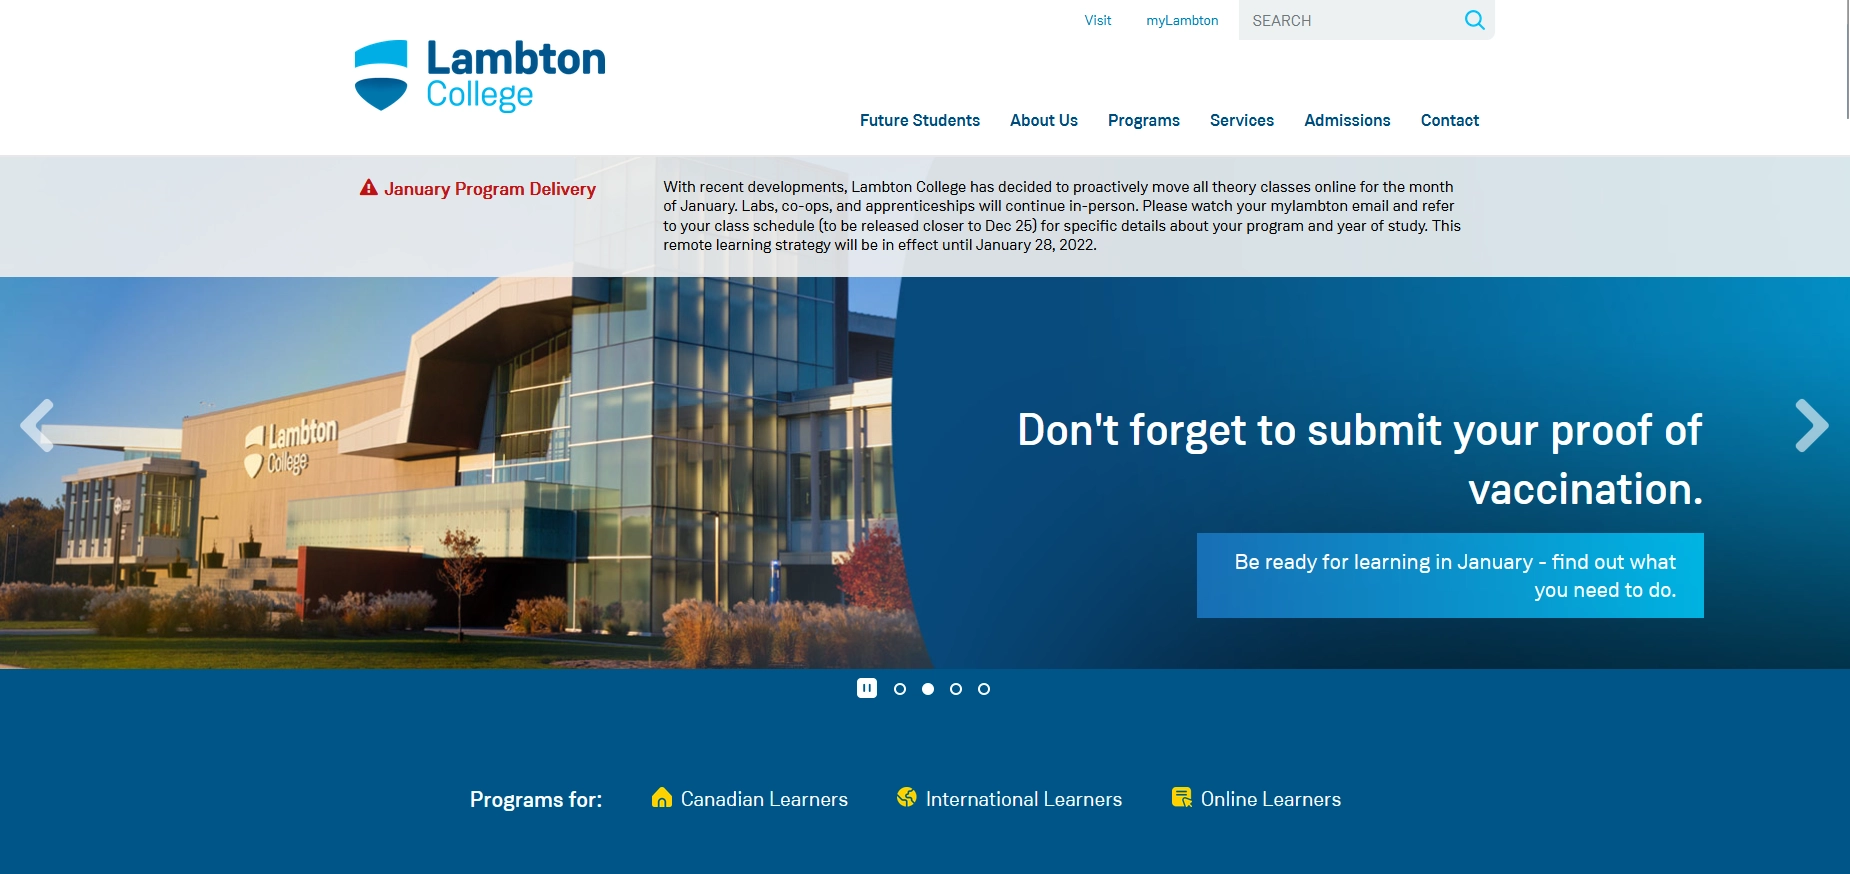 Visit myLambton SEARCH
Lambton
College
Future Students About Us Programs Services Admissions Contact
January Program Delivery
With recent developments, Lambton College has decided to proactively move all theory classes online for the month
of January. Labs, co-ops, and apprenticeships will continue in-person. Please watch your mylambton email and refer
to your class schedule (to be released closer to Dec 25) for specific details about your program and year of study. This
remote learning strategy will be in effect until January 28, 2022.
Lambton
College
Don't forget to submit your proof of
vaccination.
Be ready for learning in January - find out what
you need to do.
Programs for: Canadian Learners International Learners Online Learners